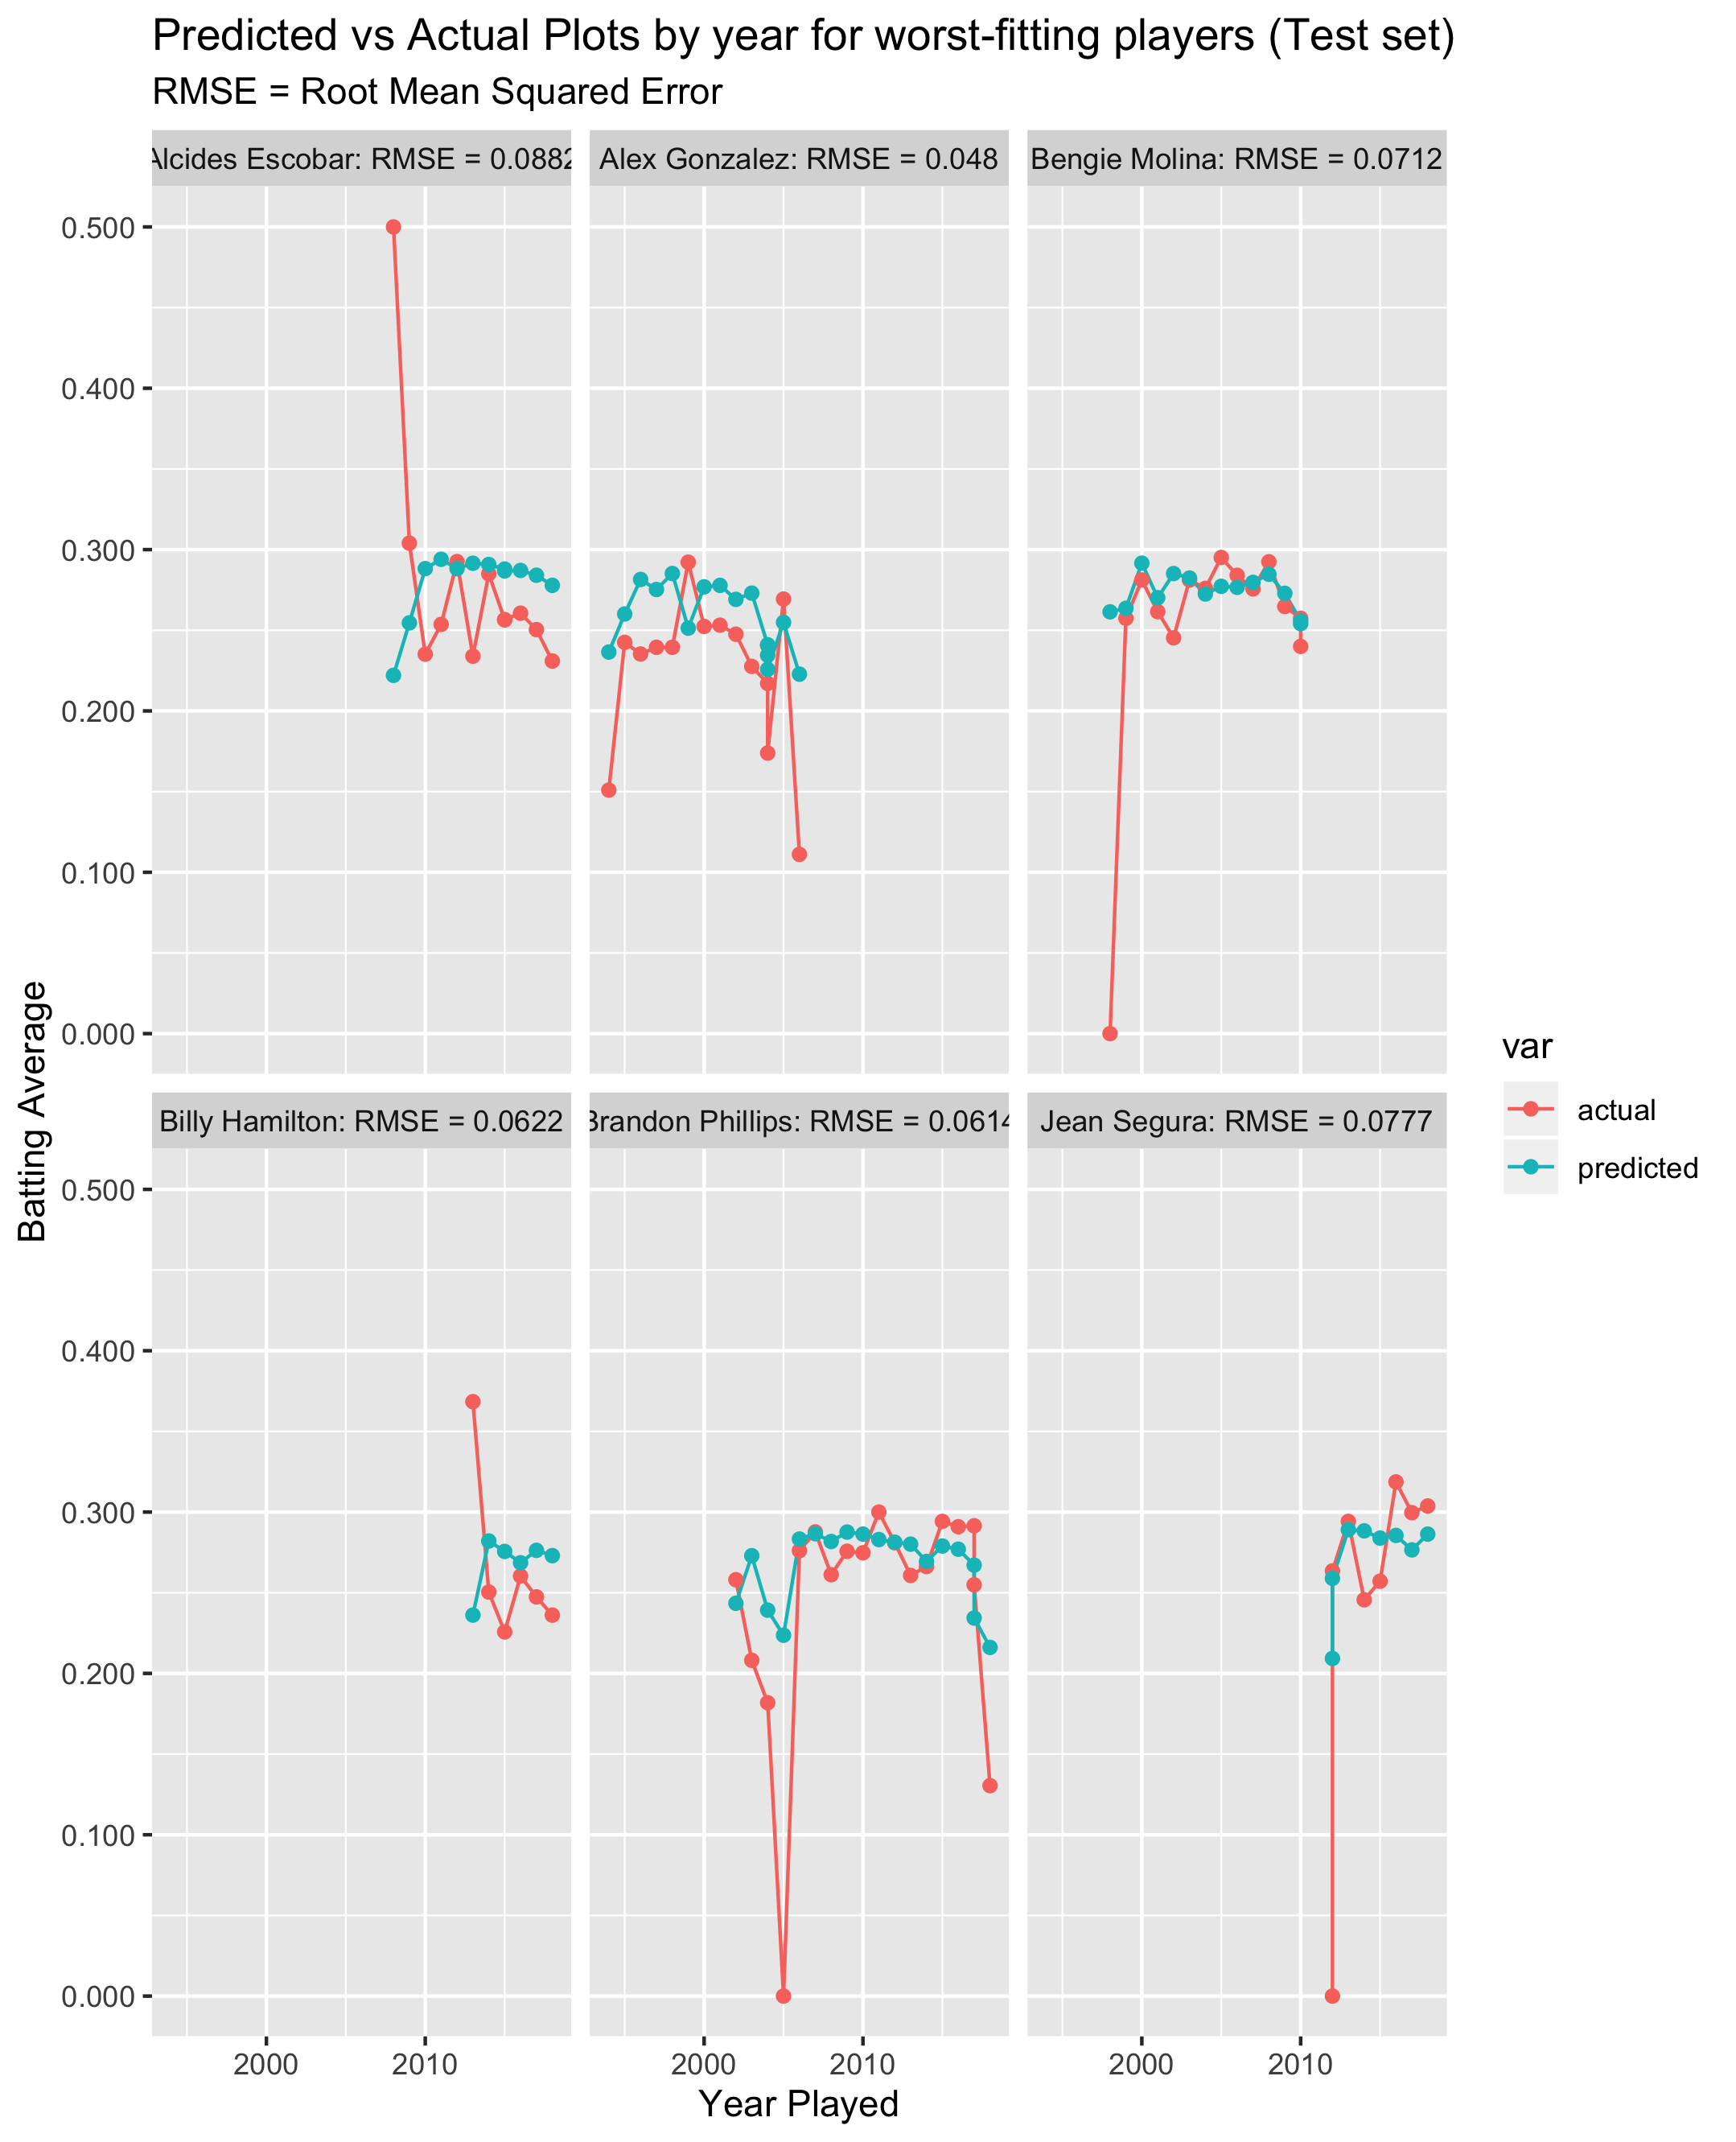 Predicted vs Actual Plots by year for worst-fitting players (Test set)
RMSE = Root Mean Squared Error
Alcides Escobar: RMSE = 0.0882
Alex Gonzalez: RMSE = 0.048
Bengie Molina: RMSE = 0.0712
0.500
0.400
0.300
0.200
0.100
0.000
Billy Hamilton: RMSE = 0.0622
Brandon Phillips: RMSE = 0.0614
Jean Segura: RMSE = 0.0777
0.500
0.400
0.300
0.200
0.100
0.000
2000 2010
2000 2010
2000 2010
Year Played
Batting Average
var
actual
predicted